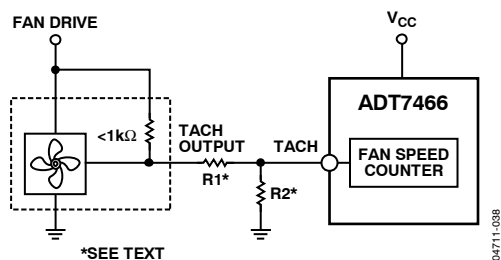 FAN DRIVE
V_CC
ADT7466
<1kΩ
TACH
OUTPUT
TACH
FAN SPEED
COUNTER
R1*
R2*
*SEE TEXT
04711-038